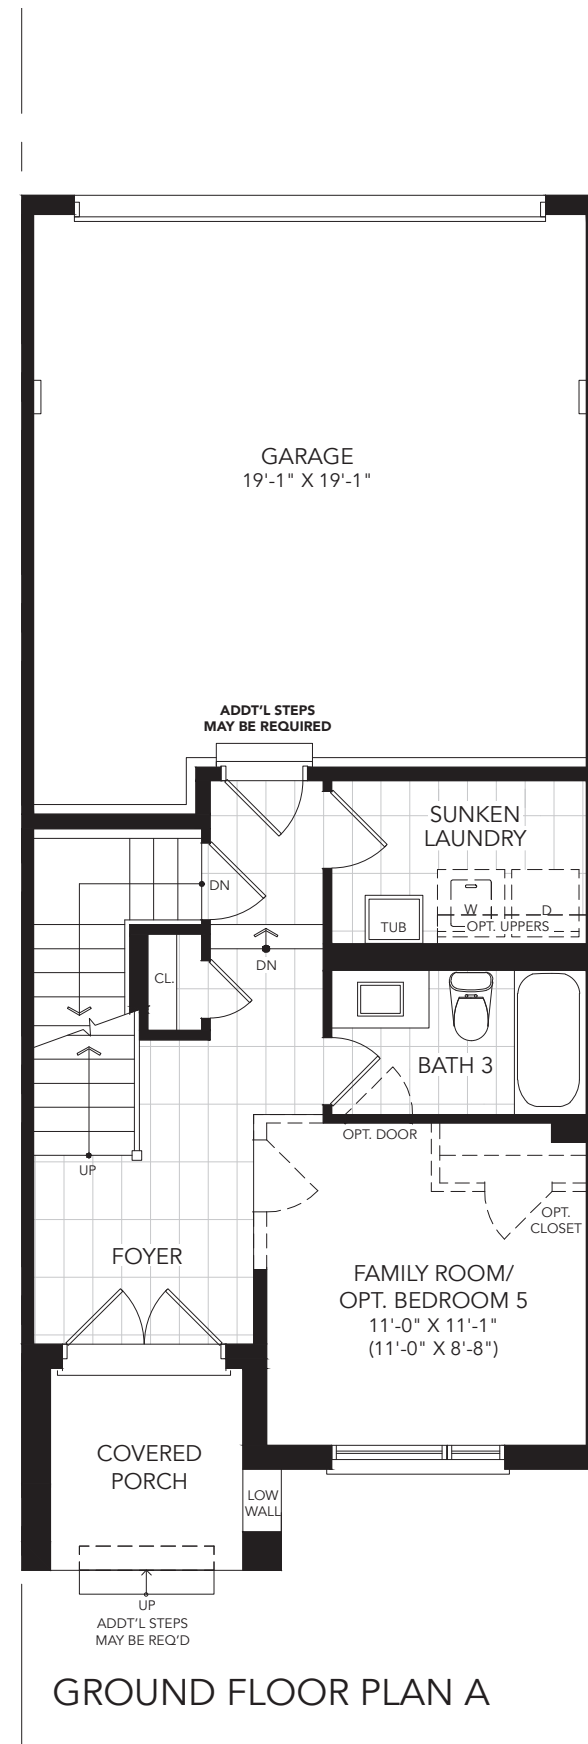 GARAGE
19'-1" X 19'-1"
ADDT'L STEPS
MAY BE REQUIRED
SUNKEN
LAUNDRY
DN
W
D
TUB
OPT. UPPERS
DN
CL.
BATH 3
OPT. DOOR
UP
OPT.
CLOSET
FOYER
FAMILY ROOM/
OPT. BEDROOM 5
11'-0" X 11'-1"
(11'-0" X 8'-8")
COVERED
PORCH
LOW
WALL
UP
ADDT'L STEPS
MAY BE REQ'D
GROUND FLOOR PLAN A